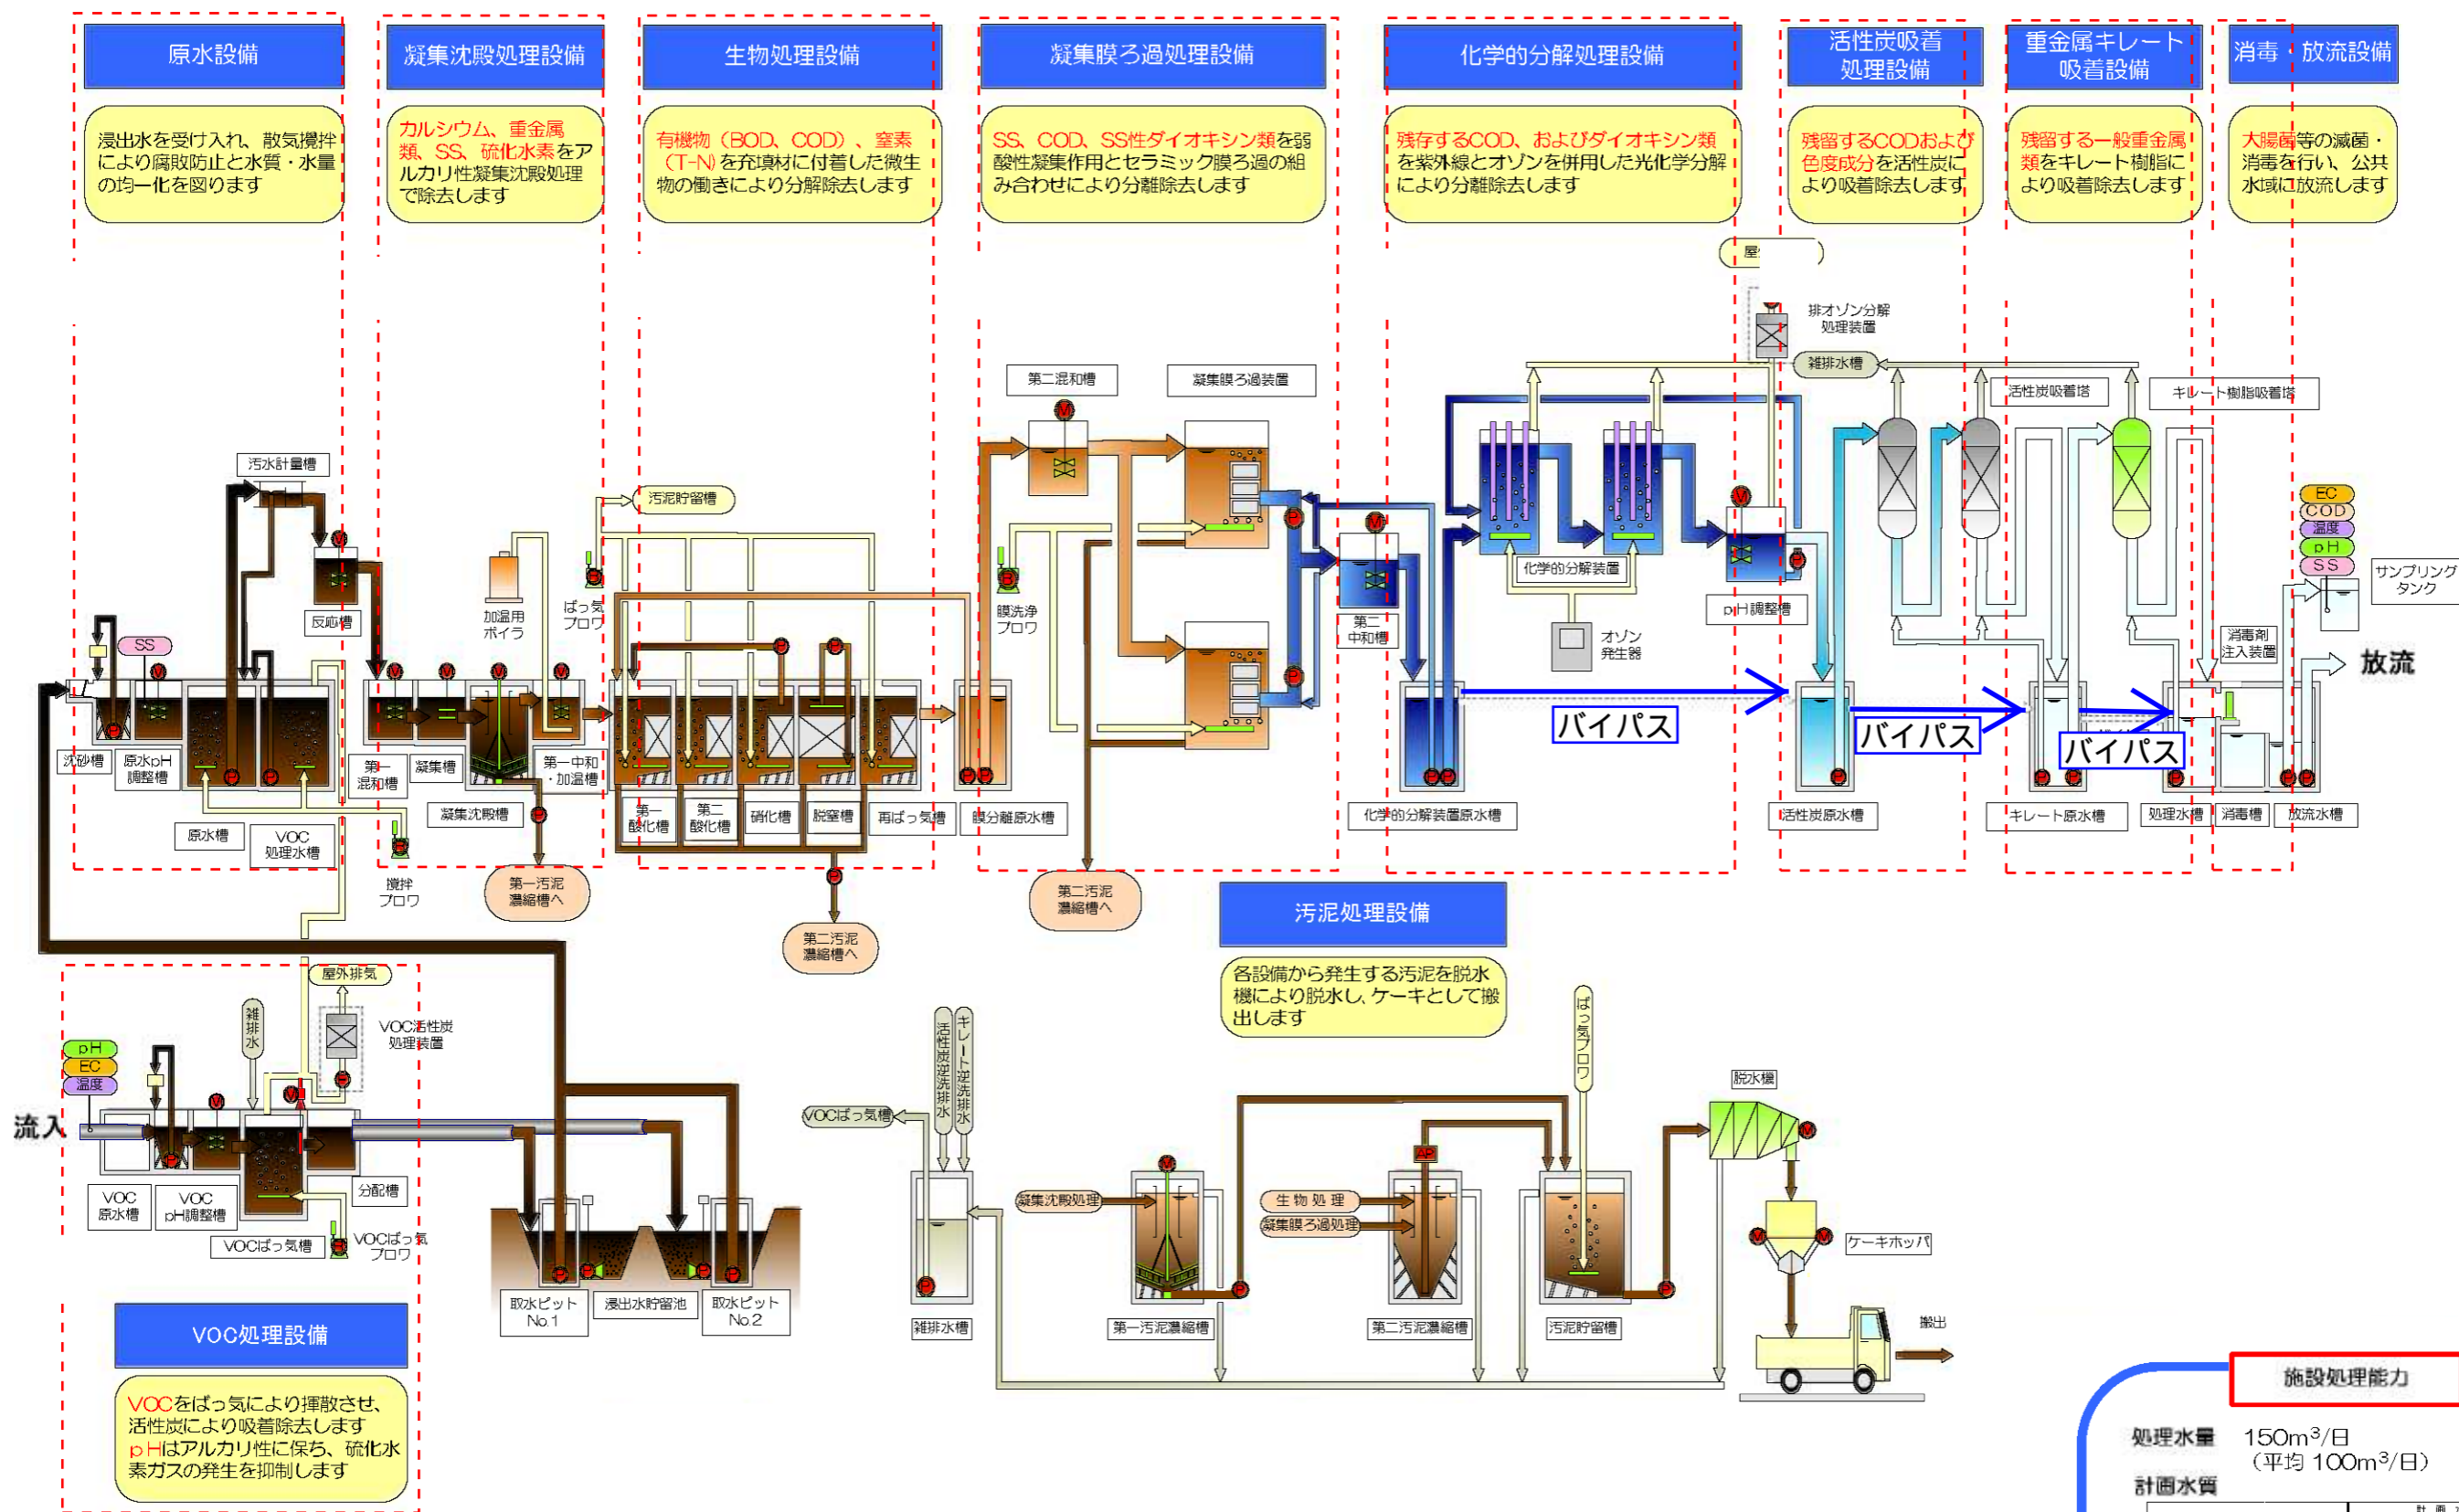 原水設備
凝集沈殿処理設備
生物処理設備
凝集膜ろ過処理設備
化学的分解処理設備
活性炭吸着
処理設備
重金属キレート
吸着設備
消毒・放流設備
浸出水を受け入れ、散気攪拌
により腐敗防止と水質・水量
の均一化を図ります
カルシウム、重金属
類、SS、硫化水素をア
ルカリ性凝集沈殿処理
で除去します
有機物（BOD、COD）、窒素
（T-N)を充填材に付着した微生
物の働きにより分解除去します
SS、COD、SS性ダイオキシン類を弱
酸性凝集作用とセラミック膜ろ過の組
み合わせにより分離除去します
残存するCOD、およびダイオキシン類
を紫外線とオゾンを併用した光化学分解
により分離除去します
残留するCODおよび
色度成分を活性炭に
より吸着除去します
残留する一般重金属
類をキレート樹脂に
より吸着除去します
大腸菌等の滅菌・
消毒を行い、公共
水域に放流します
屋
排オゾン分解
処理装置
雑排水槽
第二混和槽
凝集膜ろ過装置
活性炭吸着塔
キレート樹脂吸着塔
汚水計量槽
汚泥貯留槽
反応槽
加温用
ボイラ
ばっ気
ブロワ
膜洗浄
ブロワ
第二
中和槽
化学的分解装置
オゾン
発生器
pH調整槽
EC
COD
温度
pH
SS
サンプリング
タンク
消毒剤
注入装置
放流
SS
沈砂槽
原水pH
調整槽
原水槽
VOC
処理水槽
第一
混和槽
凝集槽
凝集沈殿槽
第一中和
・加温槽
攪拌
ブロワ
第一汚泥
濃縮槽へ
第一
酸化槽
第二
酸化槽
硝化槽
脱窒槽
再ばっ気槽
膜分離原水槽
第二汚泥
濃縮槽へ
第二汚泥
濃縮槽へ
バイパス
バイパス
バイパス
化学的分解装置原水槽
活性炭原水槽
キレート原水槽
処理水槽
消毒槽
放流水槽
汚泥処理設備
各設備から発生する汚泥を脱水
機により脱水し、ケーキとして搬
出します
屋外排気
雑排水
VOC活性炭
処理装置
pH
EC
温度
流入
VOC
原水槽
VOC
pH調整槽
VOCばっ気槽
分配槽
VOCばっ気
ブロワ
取水ピット
No.1
浸出水貯留池
取水ピット
No.2
VOCばっ気槽
活性炭逆洗排水
キレート逆洗排水
雑排水槽
凝集沈殿処理
第一汚泥濃縮槽
生物処理
凝集膜ろ過処理
AP
第二汚泥濃縮槽
ばっ気ブロワ
汚泥貯留槽
脱水機
ケーキホッパ
搬出
VOC処理設備
VOCをばっ気により揮散させ、
活性炭により吸着除去します
pHはアルカリ性に保ち、硫化水
素ガスの発生を抑制します
施設処理能力
処理水量 150m³/日
（平均 100m³/日）
計画水質
計画